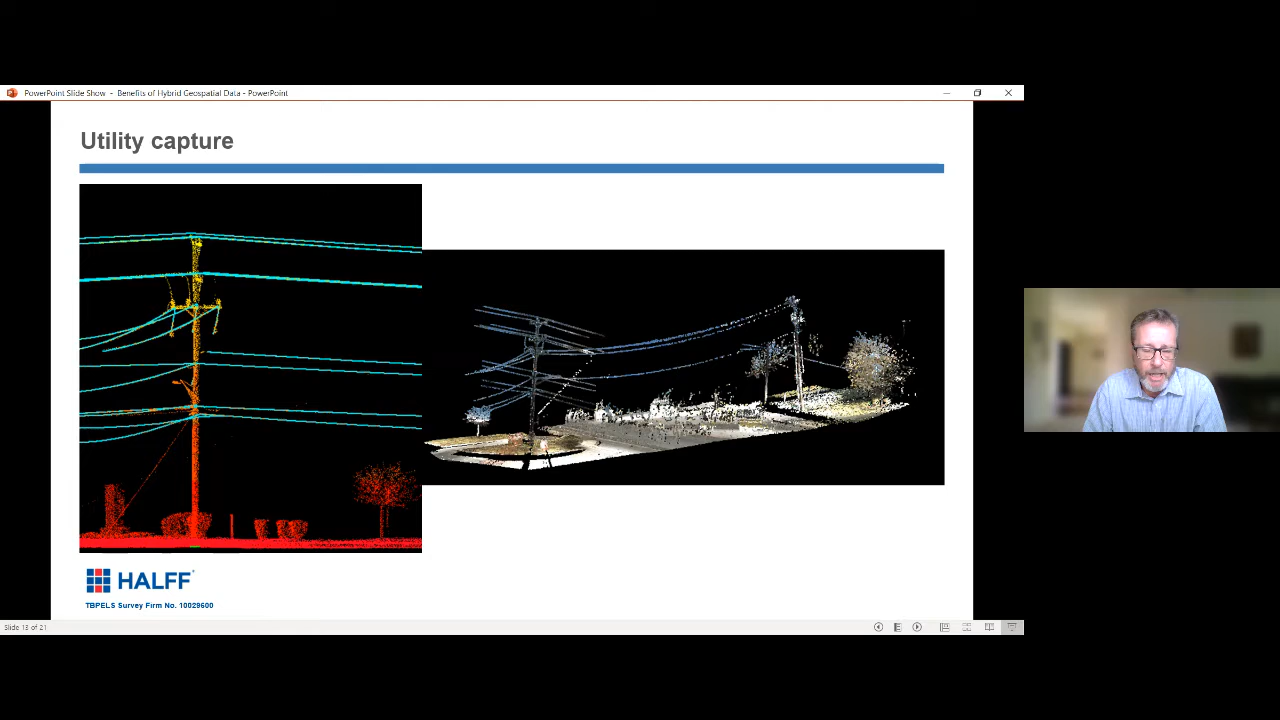 PowerPoint Slide Show - Benefits of Hybrid Geospatial Data - PowerPoint
Utility capture
HALFF
TBPELS Survey Firm No. 10029600
Slide 13 of 21